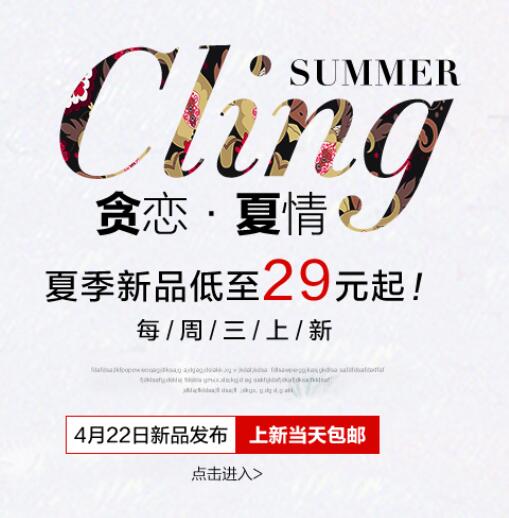 SUMMER
Cling
贪恋·夏情
夏季新品低至29元起!
每/周/三/上/新
4月22日新品发布 上新当天包邮
点击进入>